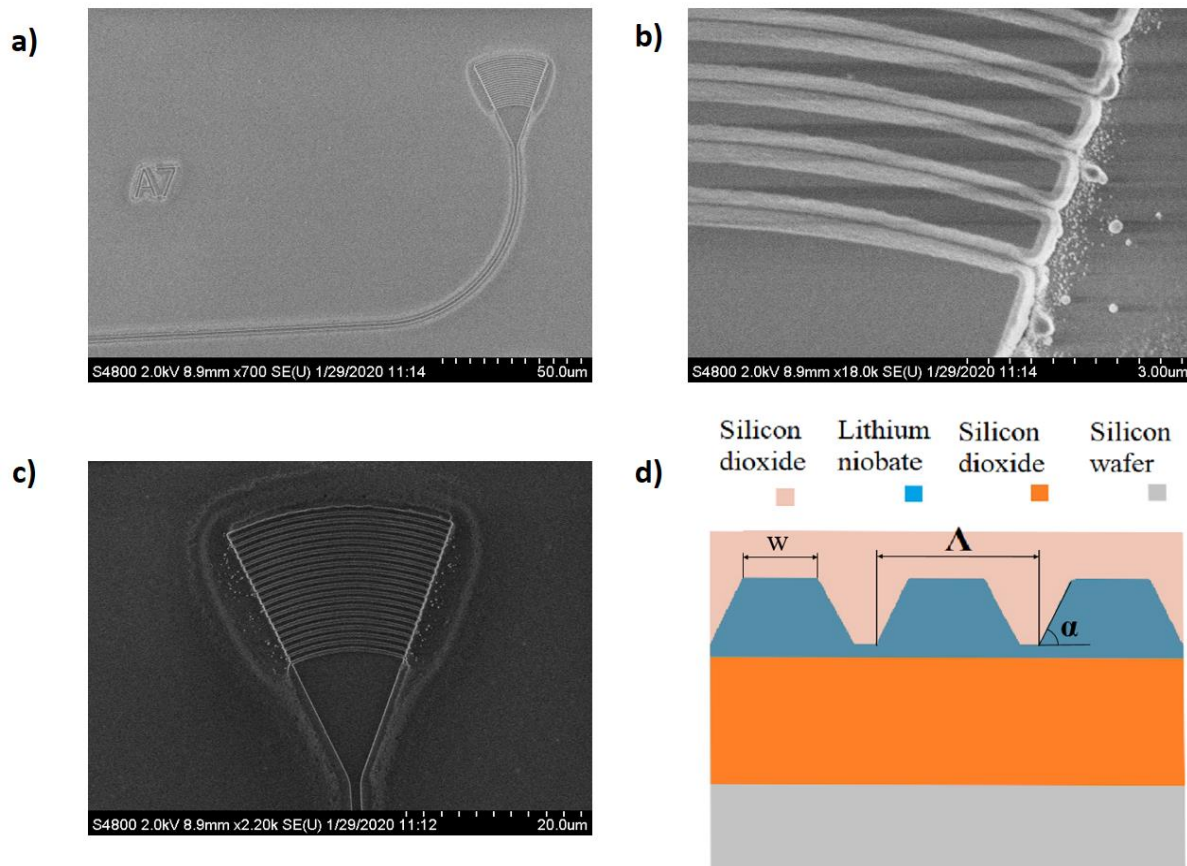 a)
A7
S4800 2.0kV 8.9mm x700 SE(U) 1/29/2020 11:14 50.0um
b)
S4800 2.0kV 8.9mm x18.0k SE(U) 1/29/2020 11:14 3.00um
c)
S4800 2.0kV 8.9mm x2.20k SE(U) 1/29/2020 11:12 20.0um
d)
Silicon dioxide
Lithium niobate
Silicon dioxide
Silicon wafer
w
Λ
α